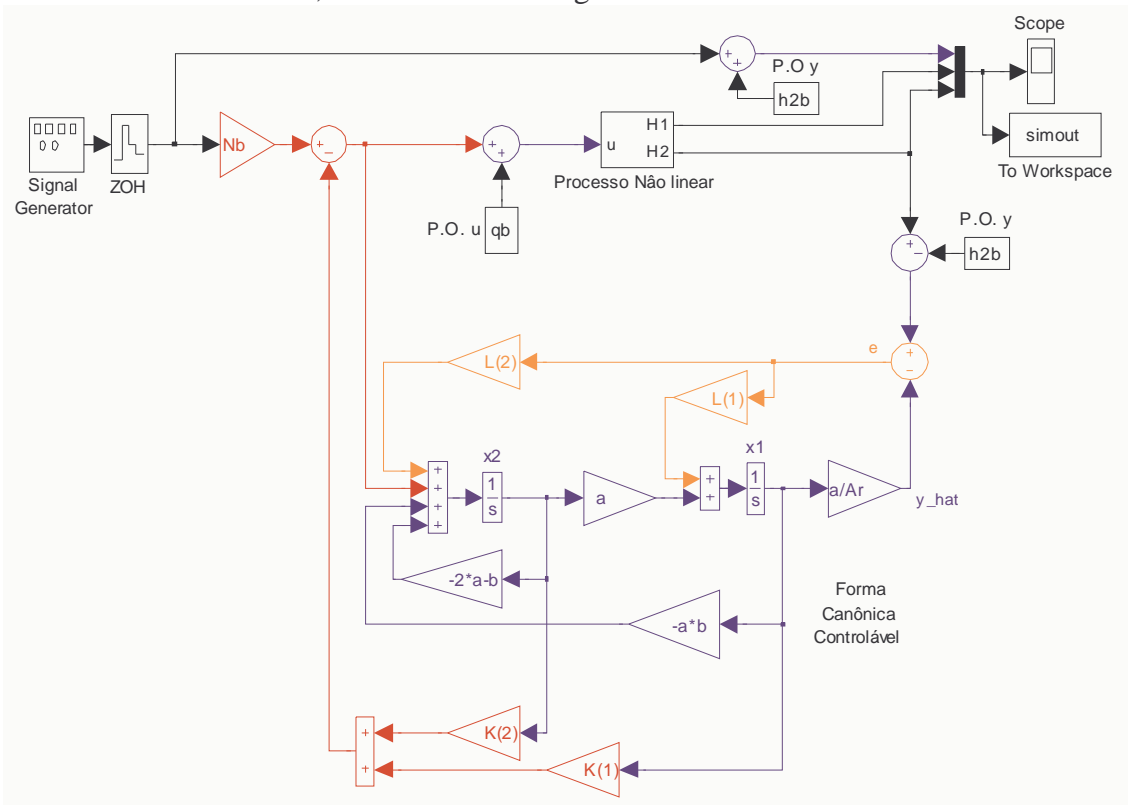 Scope
P.O y
h2b
Nb
+
−
+
+
+
+
u
H1
H2
simout
Signal
Generator
ZOH
Processo Nâo linear
To Workspace
P.O. u
qb
P.O. y
+
−
h2b
e
+
−
L(2)
L(1)
x2
x1
+
+
+
+
1
s
a
+
+
1
s
a/Ar
y_hat
-2*a-b
-a*b
Forma
Canônica
Controlável
K(2)
+
+
K(1)